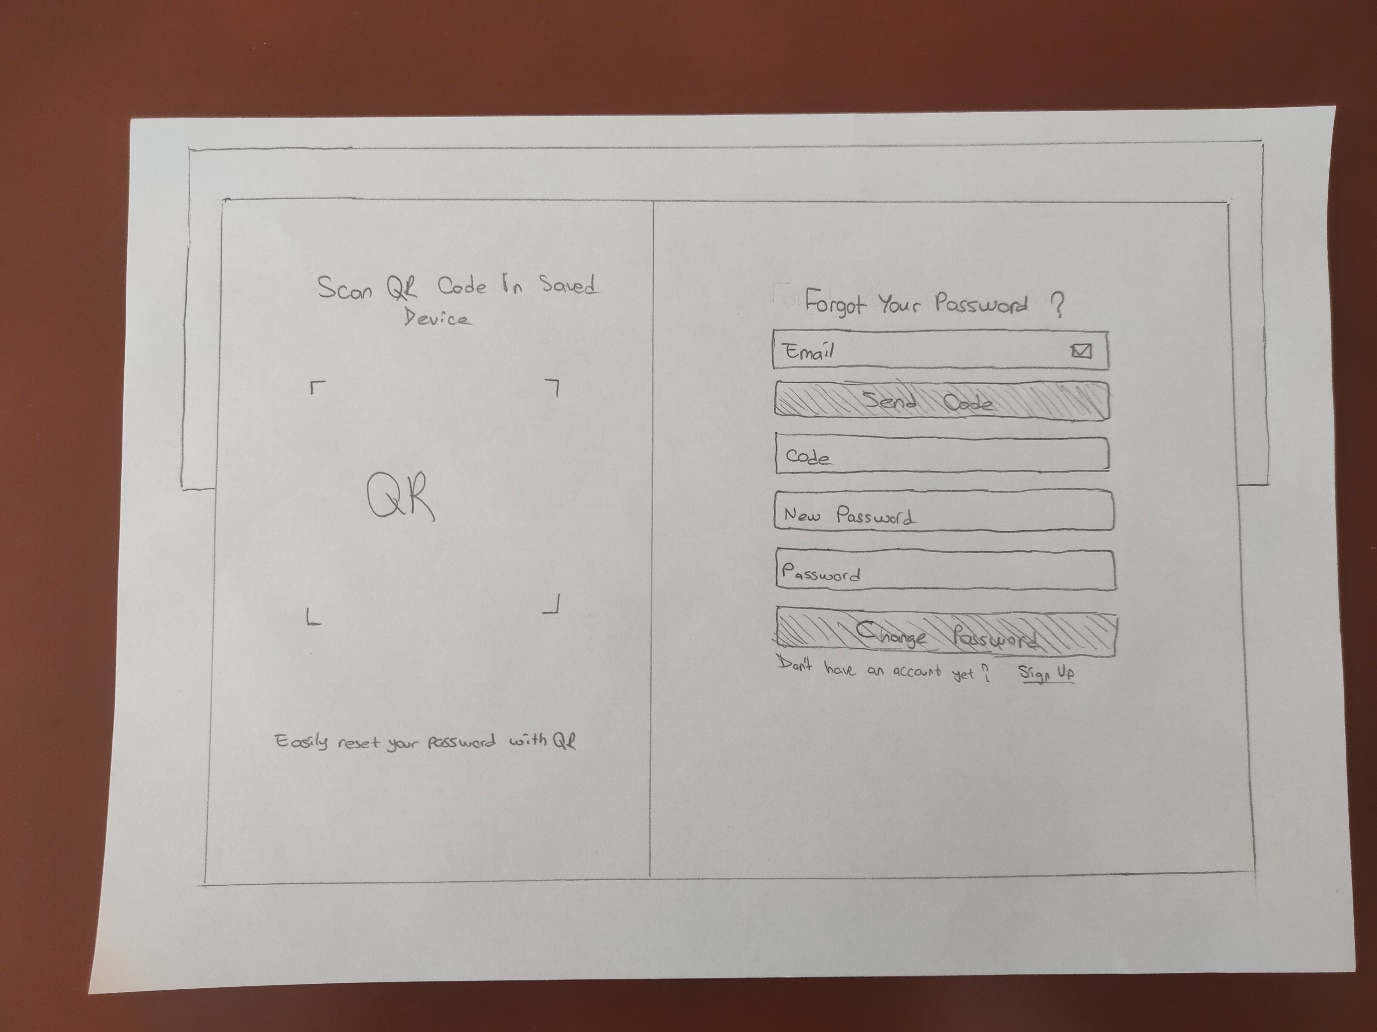 Scan QR Code In Saved
Device
QR
Easily reset your password with QR
Forgot Your Password ?
Email
Send Code
Code
New Password
Password
Change Password
Don't have an account yet ? Sign Up